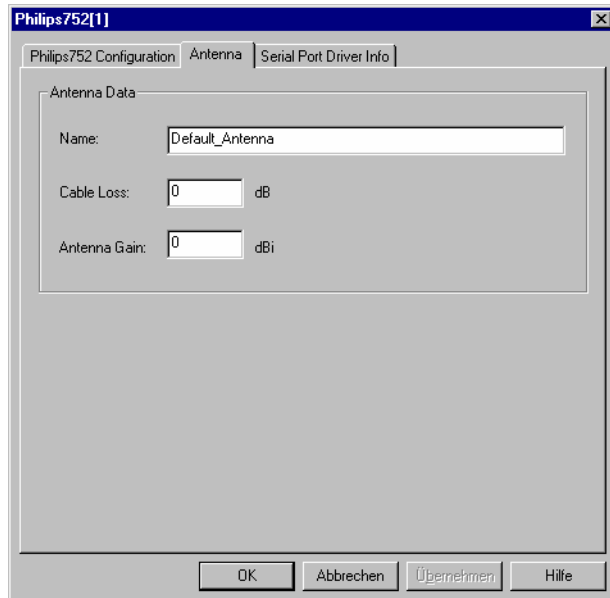 Philips752[1]
Philips752 Configuration Antenna Serial Port Driver Info
Antenna Data
Name: Default_Antenna
Cable Loss: 0 dB
Antenna Gain: 0 dBi
OK Abbrechen Übernehmen Hilfe